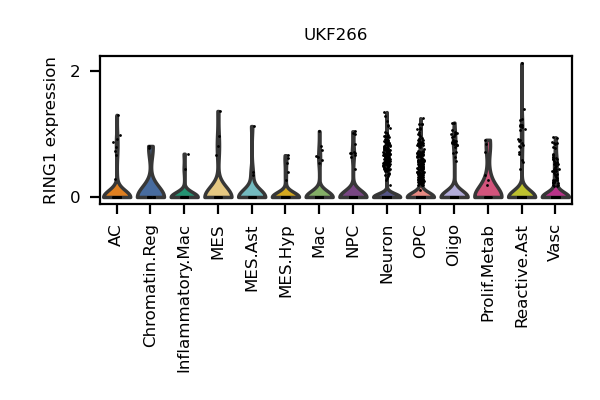 UKF266
RING1 expression
2
0
AC
Chromatin.Reg
Inflammatory.Mac
MES
MES.Ast
MES.Hyp
Mac
NPC
Neuron
OPC
Oligo
Prolif.Metab
Reactive.Ast
Vasc